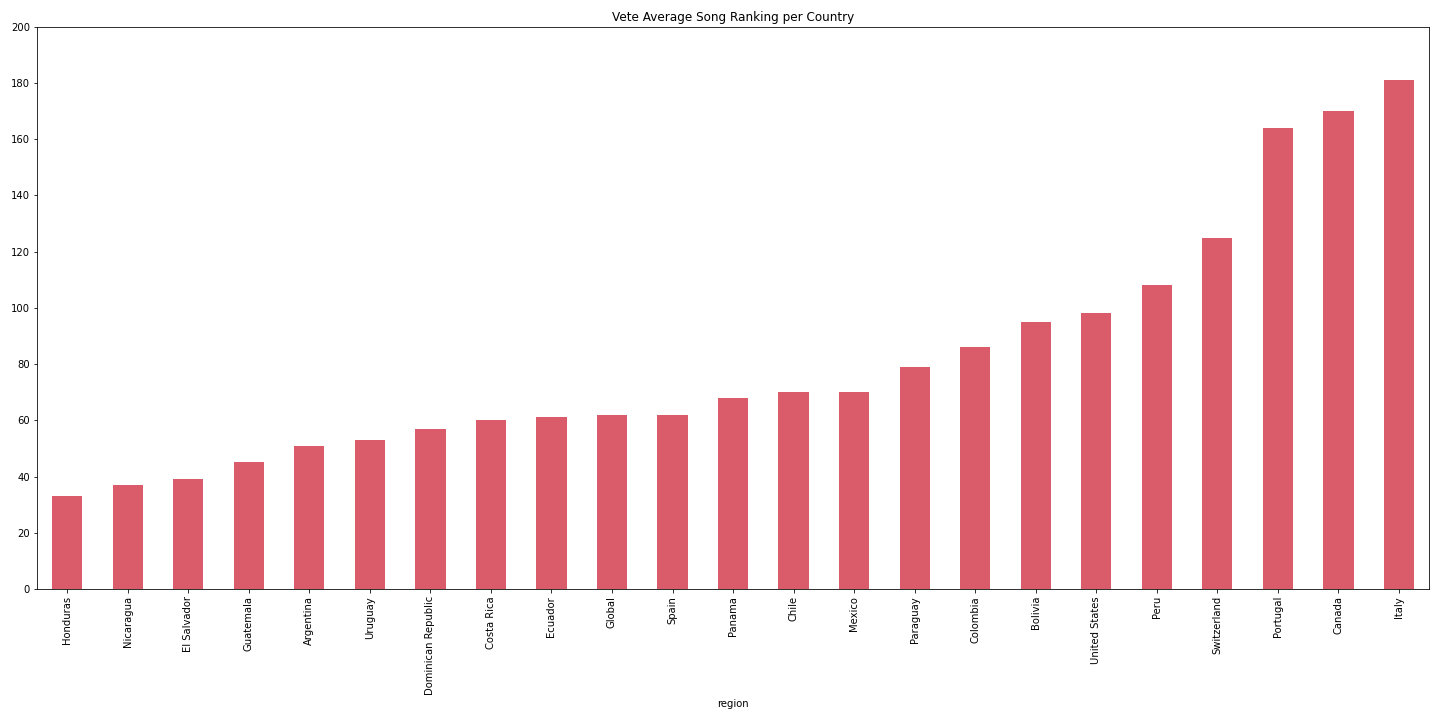 Vete Average Song Ranking per Country
200
180
160
140
120
100
80
60
40
20
0
Honduras
Nicaragua
El Salvador
Guatemala
Argentina
Uruguay
Dominican Republic
Costa Rica
Ecuador
Global
Spain
Panama
Chile
Mexico
Paraguay
Colombia
Bolivia
United States
Peru
Switzerland
Portugal
Canada
Italy
region